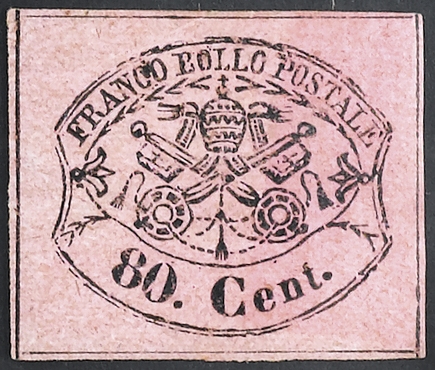 FRANCO BOLLO POSTALE
80. Cent.